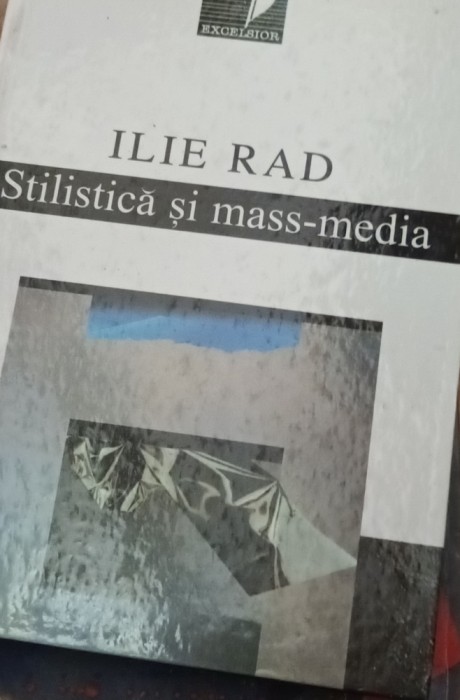 EXCELSIOR
ILIE RAD
Stilistică și mass-media